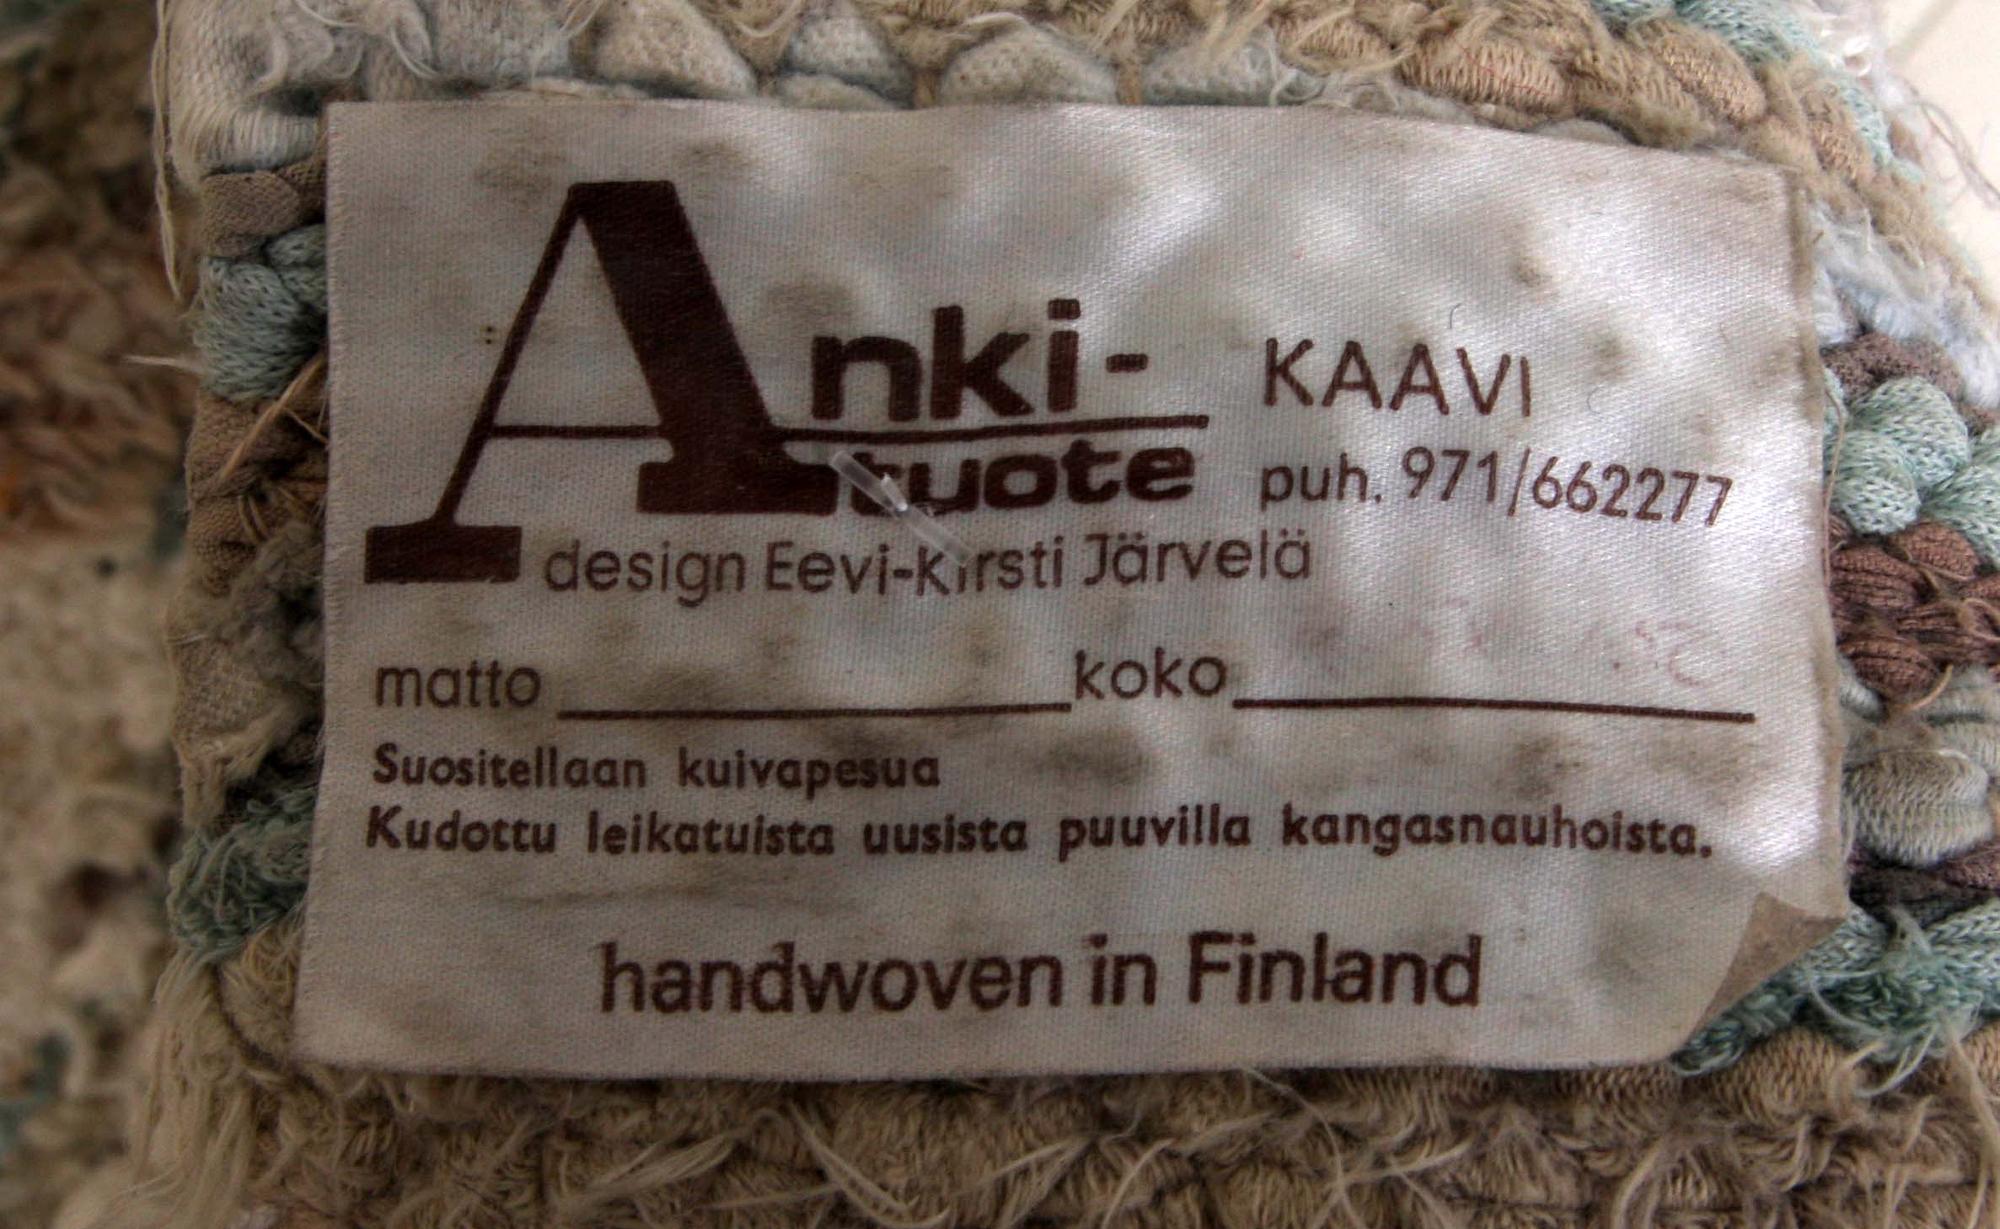 Anki-
tuote
KAAVI
puh. 971/662277
design Eevi-Kirsti Järvelä
matto koko
Suositellaan kuivapesua
Kudottu leikatuista uusista puuvilla kangasnauhoista.
handwoven in Finland